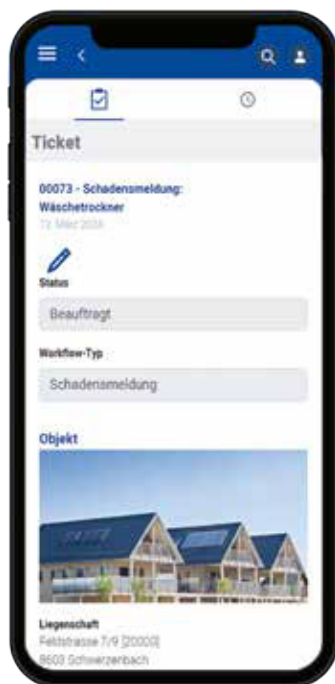 Ticket
00073 - Schadensmeldung:
Wäschetrockner
Status
Beauftragt
Workflow-Typ
Schadensmeldung
Objekt
Liegenschaft
Feldstrasse 7/9 [20000]
8603 Schwerzenbach